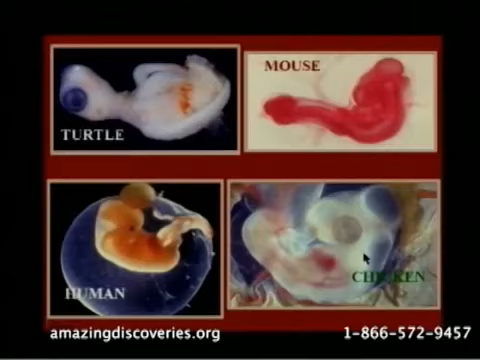 MOUSE
TURTLE
HUMAN
CHICKEN
amazingdiscoveries.org
1-866-572-9457